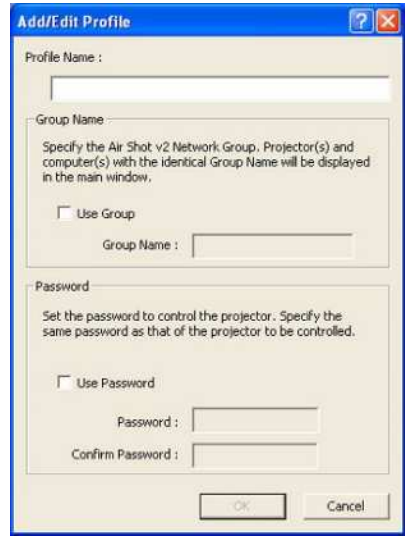 Add/Edit Profile
Profile Name :
Group Name
Specify the Air Shot v2 Network Group. Projector(s) and
computer(s) with the identical Group Name will be displayed
in the main window.
Use Group
Group Name :
Password
Set the password to control the projector. Specify the
same password as that of the projector to be controlled.
Use Password
Password :
Confirm Password :
OK
Cancel